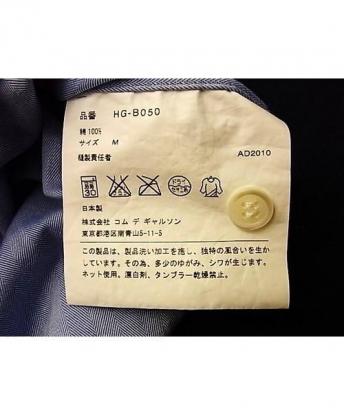 品番 HG-B050
綿 100%
サイズ M
縫製責任者
AD2010
30 ドライ
日本製
株式会社 コム デ ギャルソン
東京都港区南青山5-11-5
この製品は、製品洗い加工を施し、独特の風合いを生か
しています。その為、多少のゆがみ、シワが生じます。
ネット使用。漂白剤、タンブラー乾燥禁止。